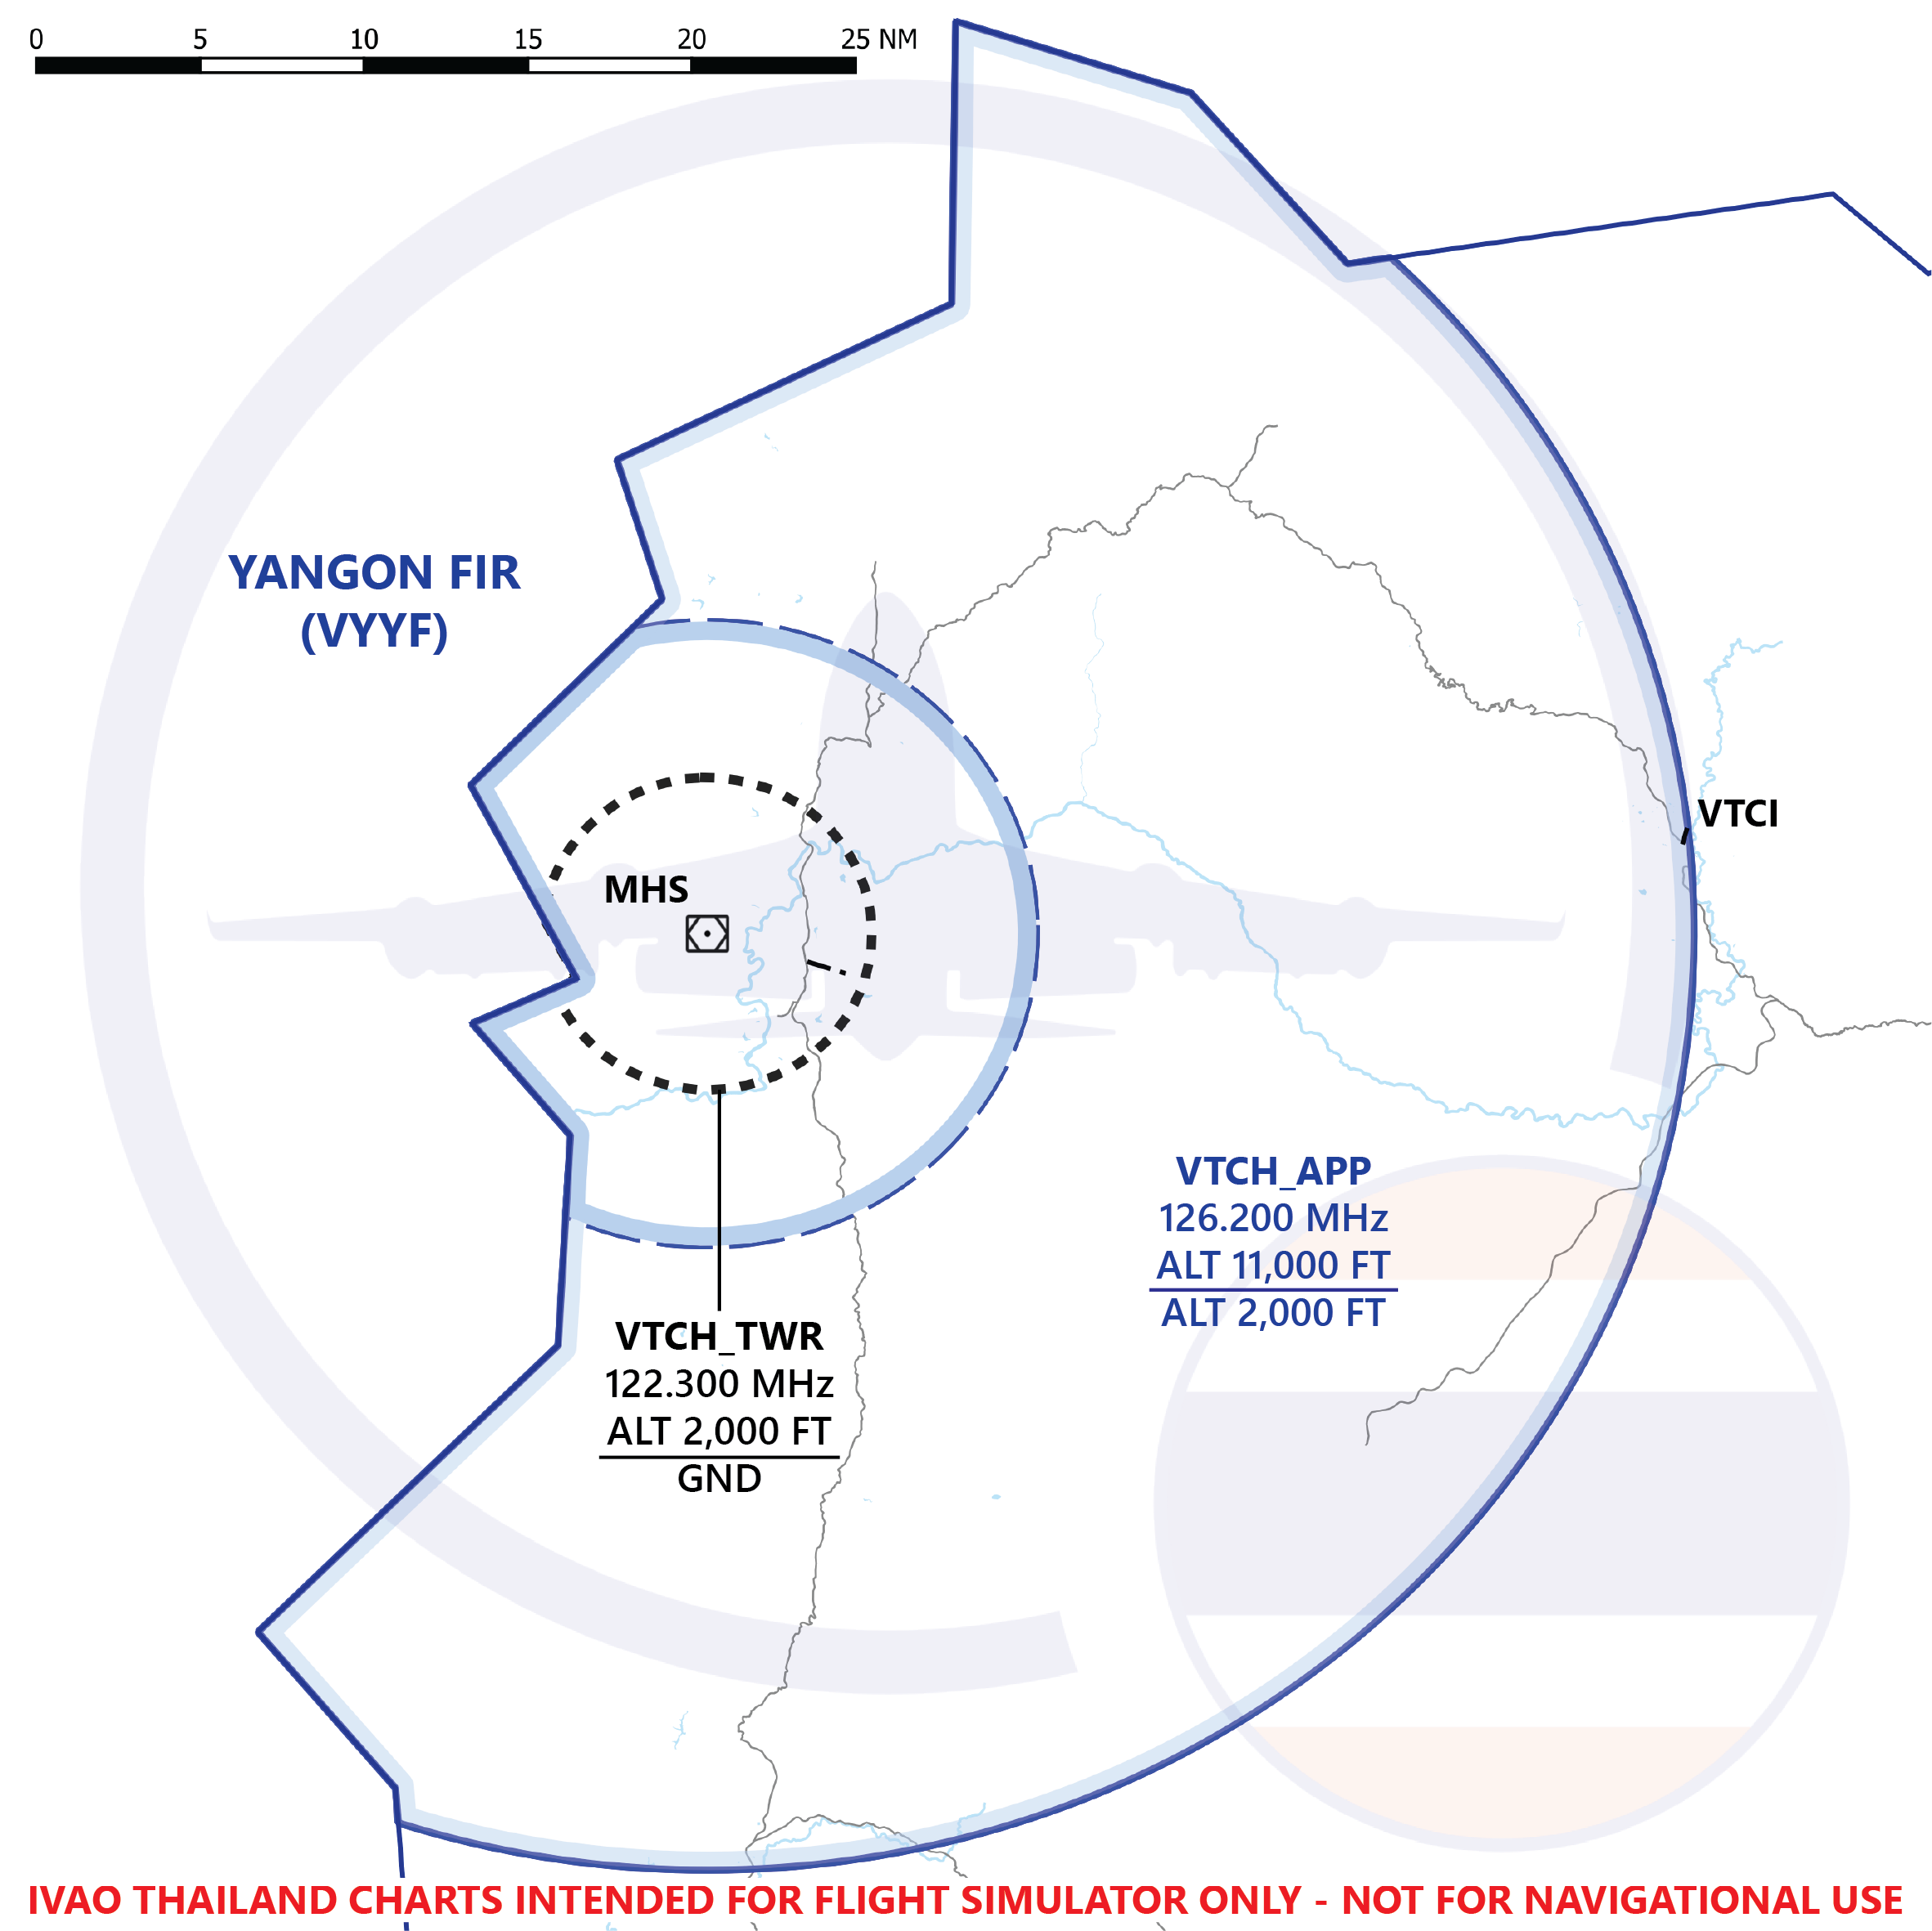 0 5 10 15 20 25 NM
YANGON FIR
(VYYF)
VTCI
MHS
VTCH_APP
126.200 MHz
ALT 11,000 FT
ALT 2,000 FT
VTCH_TWR
122.300 MHz
ALT 2,000 FT
GND
IVAO THAILAND CHARTS INTENDED FOR FLIGHT SIMULATOR ONLY - NOT FOR NAVIGATIONAL USE